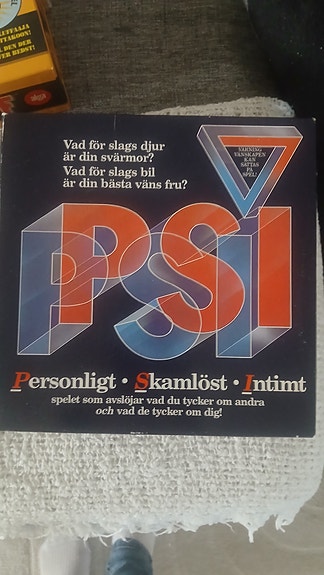 Vad för slags djur
är din svärmor?
Vad för slags bil
är din bästa väns fru?
VARNING
VÄNSKAPEN
KAN
SÄTTAS
PÅ
SPEL!
PSI
Personligt • Skamlöst • Intimt
spelet som avslöjar vad du tycker om andra
och vad de tycker om dig!